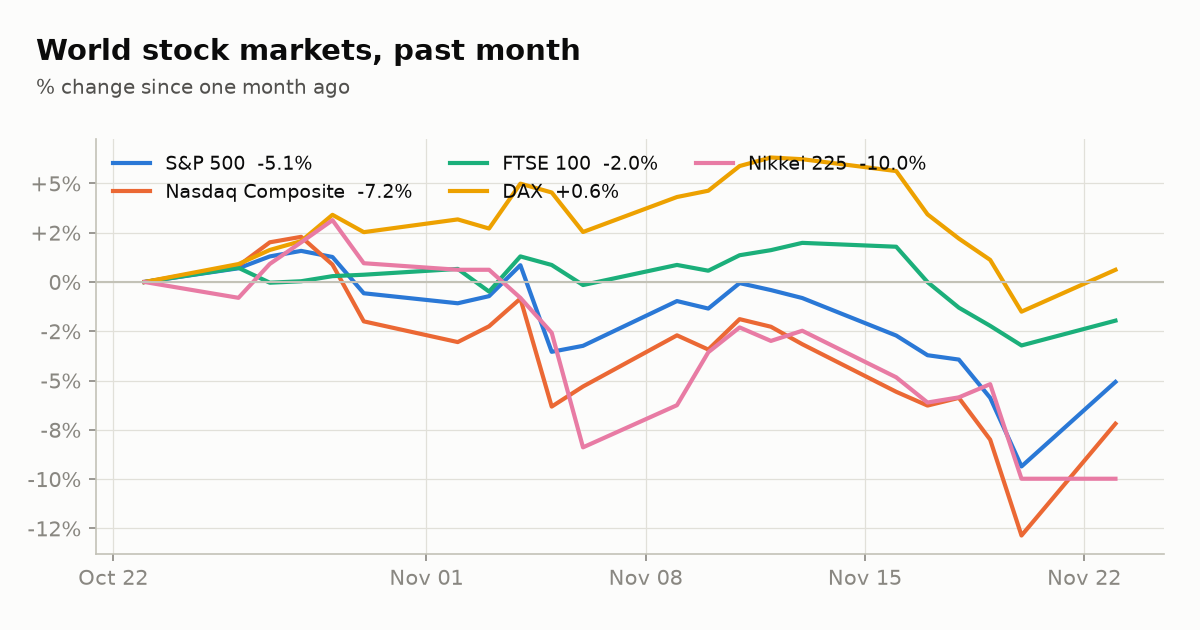 World stock markets, past month
% change since one month ago
S&P 500  -5.1%
Nasdaq Composite  -7.2%
FTSE 100  -2.0%
DAX  +0.6%
Nikkei 225  -10.0%
+5%
+2%
0%
-2%
-5%
-8%
-10%
-12%
Oct 22
Nov 01
Nov 08
Nov 15
Nov 22